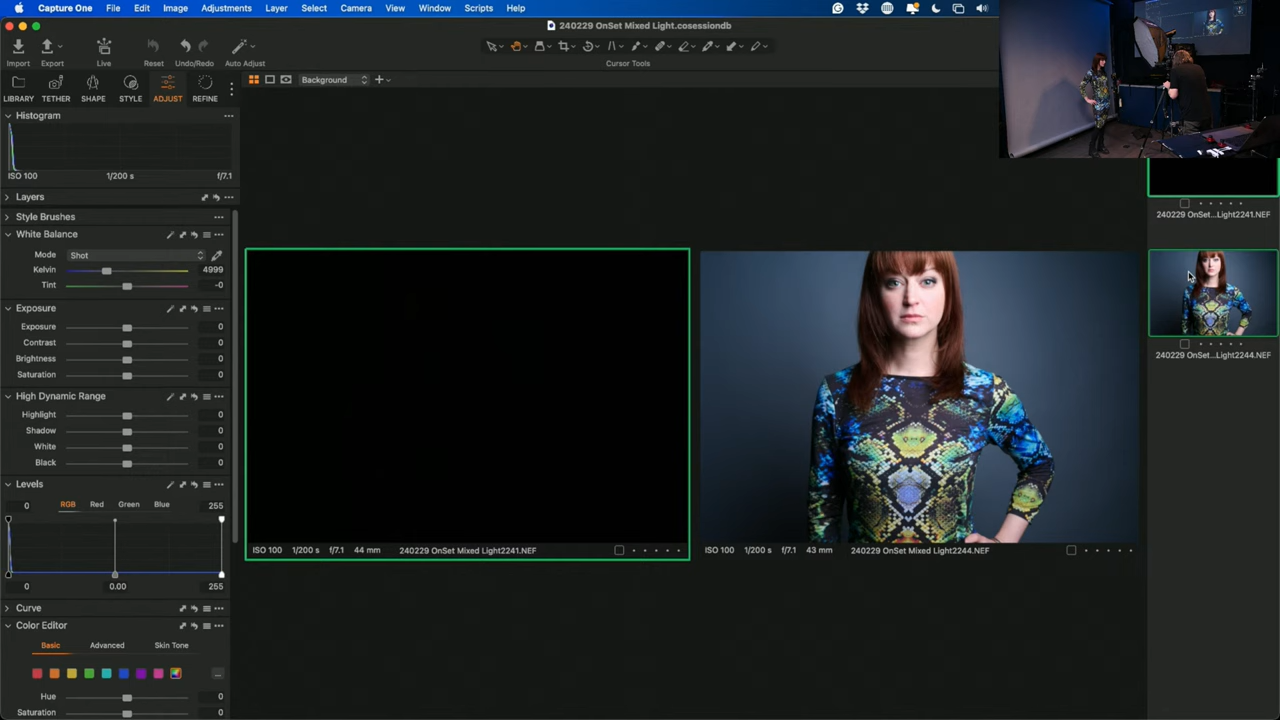 Capture One File Edit Image Adjustments Layer Select Camera View Window Scripts Help
240229 OnSet Mixed Light.cosessiondb
Import Export Live Reset Undo/Redo Auto Adjust Cursor Tools
Background
LIBRARY TETHER SHAPE STYLE ADJUST REFINE
Histogram
ISO 100 1/200 s f/7.1
Layers
Style Brushes
White Balance
Mode Shot
Kelvin 4999
Tint -0
Exposure
Exposure 0
Contrast 0
Brightness 0
Saturation 0
High Dynamic Range
Highlight 0
Shadow 0
White 0
Black 0
Levels
0 RGB Red Green Blue 255
0 0.00 255
Curve
Color Editor
Basic Advanced Skin Tone
...
Hue 0
Saturation 0
ISO 100 1/200 s f/7.1 44 mm 240229 OnSet Mixed Light2241.NEF
ISO 100 1/200 s f/7.1 43 mm 240229 OnSet Mixed Light2244.NEF
240229 OnSet...Light2241.NEF
240229 OnSet...Light2244.NEF